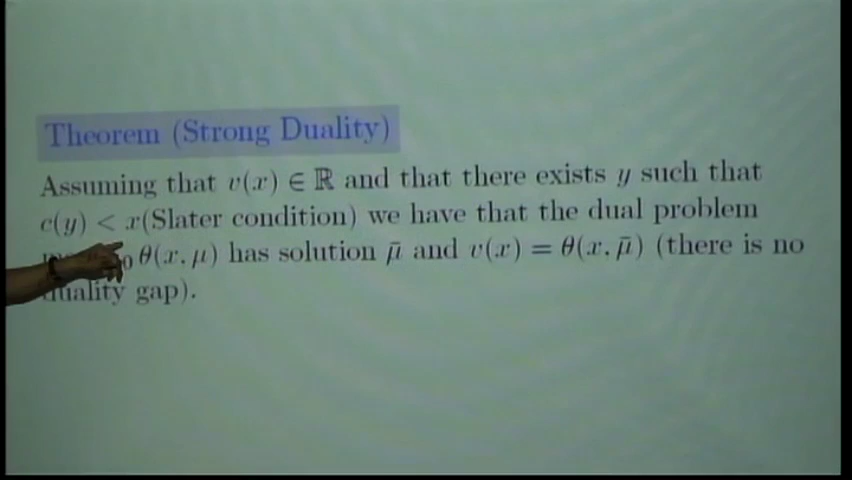 Theorem (Strong Duality)
Assuming that v(x) ∈ ℝ and that there exists y such that
c(y) < x(Slater condition) we have that the dual problem
θ(x, μ) has solution μ̄ and v(x) = θ(x, μ̄) (there is no
duality gap).